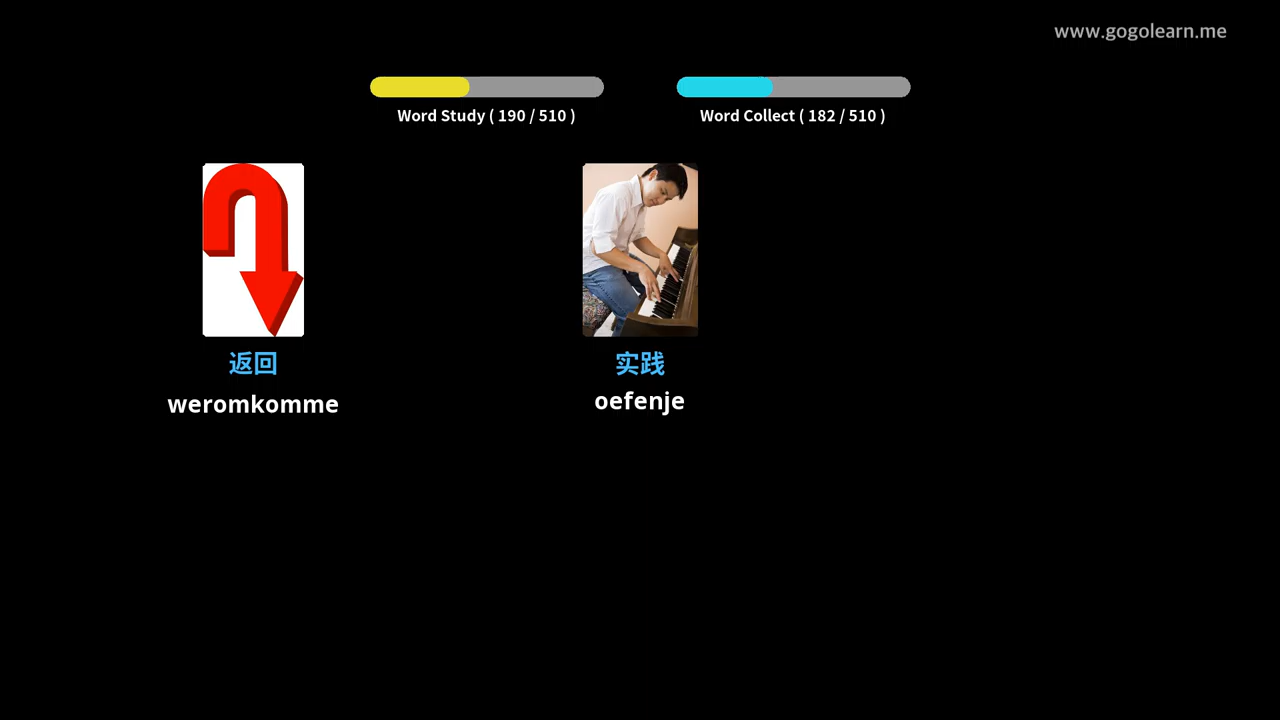 www.gogolearn.me
Word Study ( 190 / 510 )
Word Collect ( 182 / 510 )
返回
实践
weromkomme
oefenje